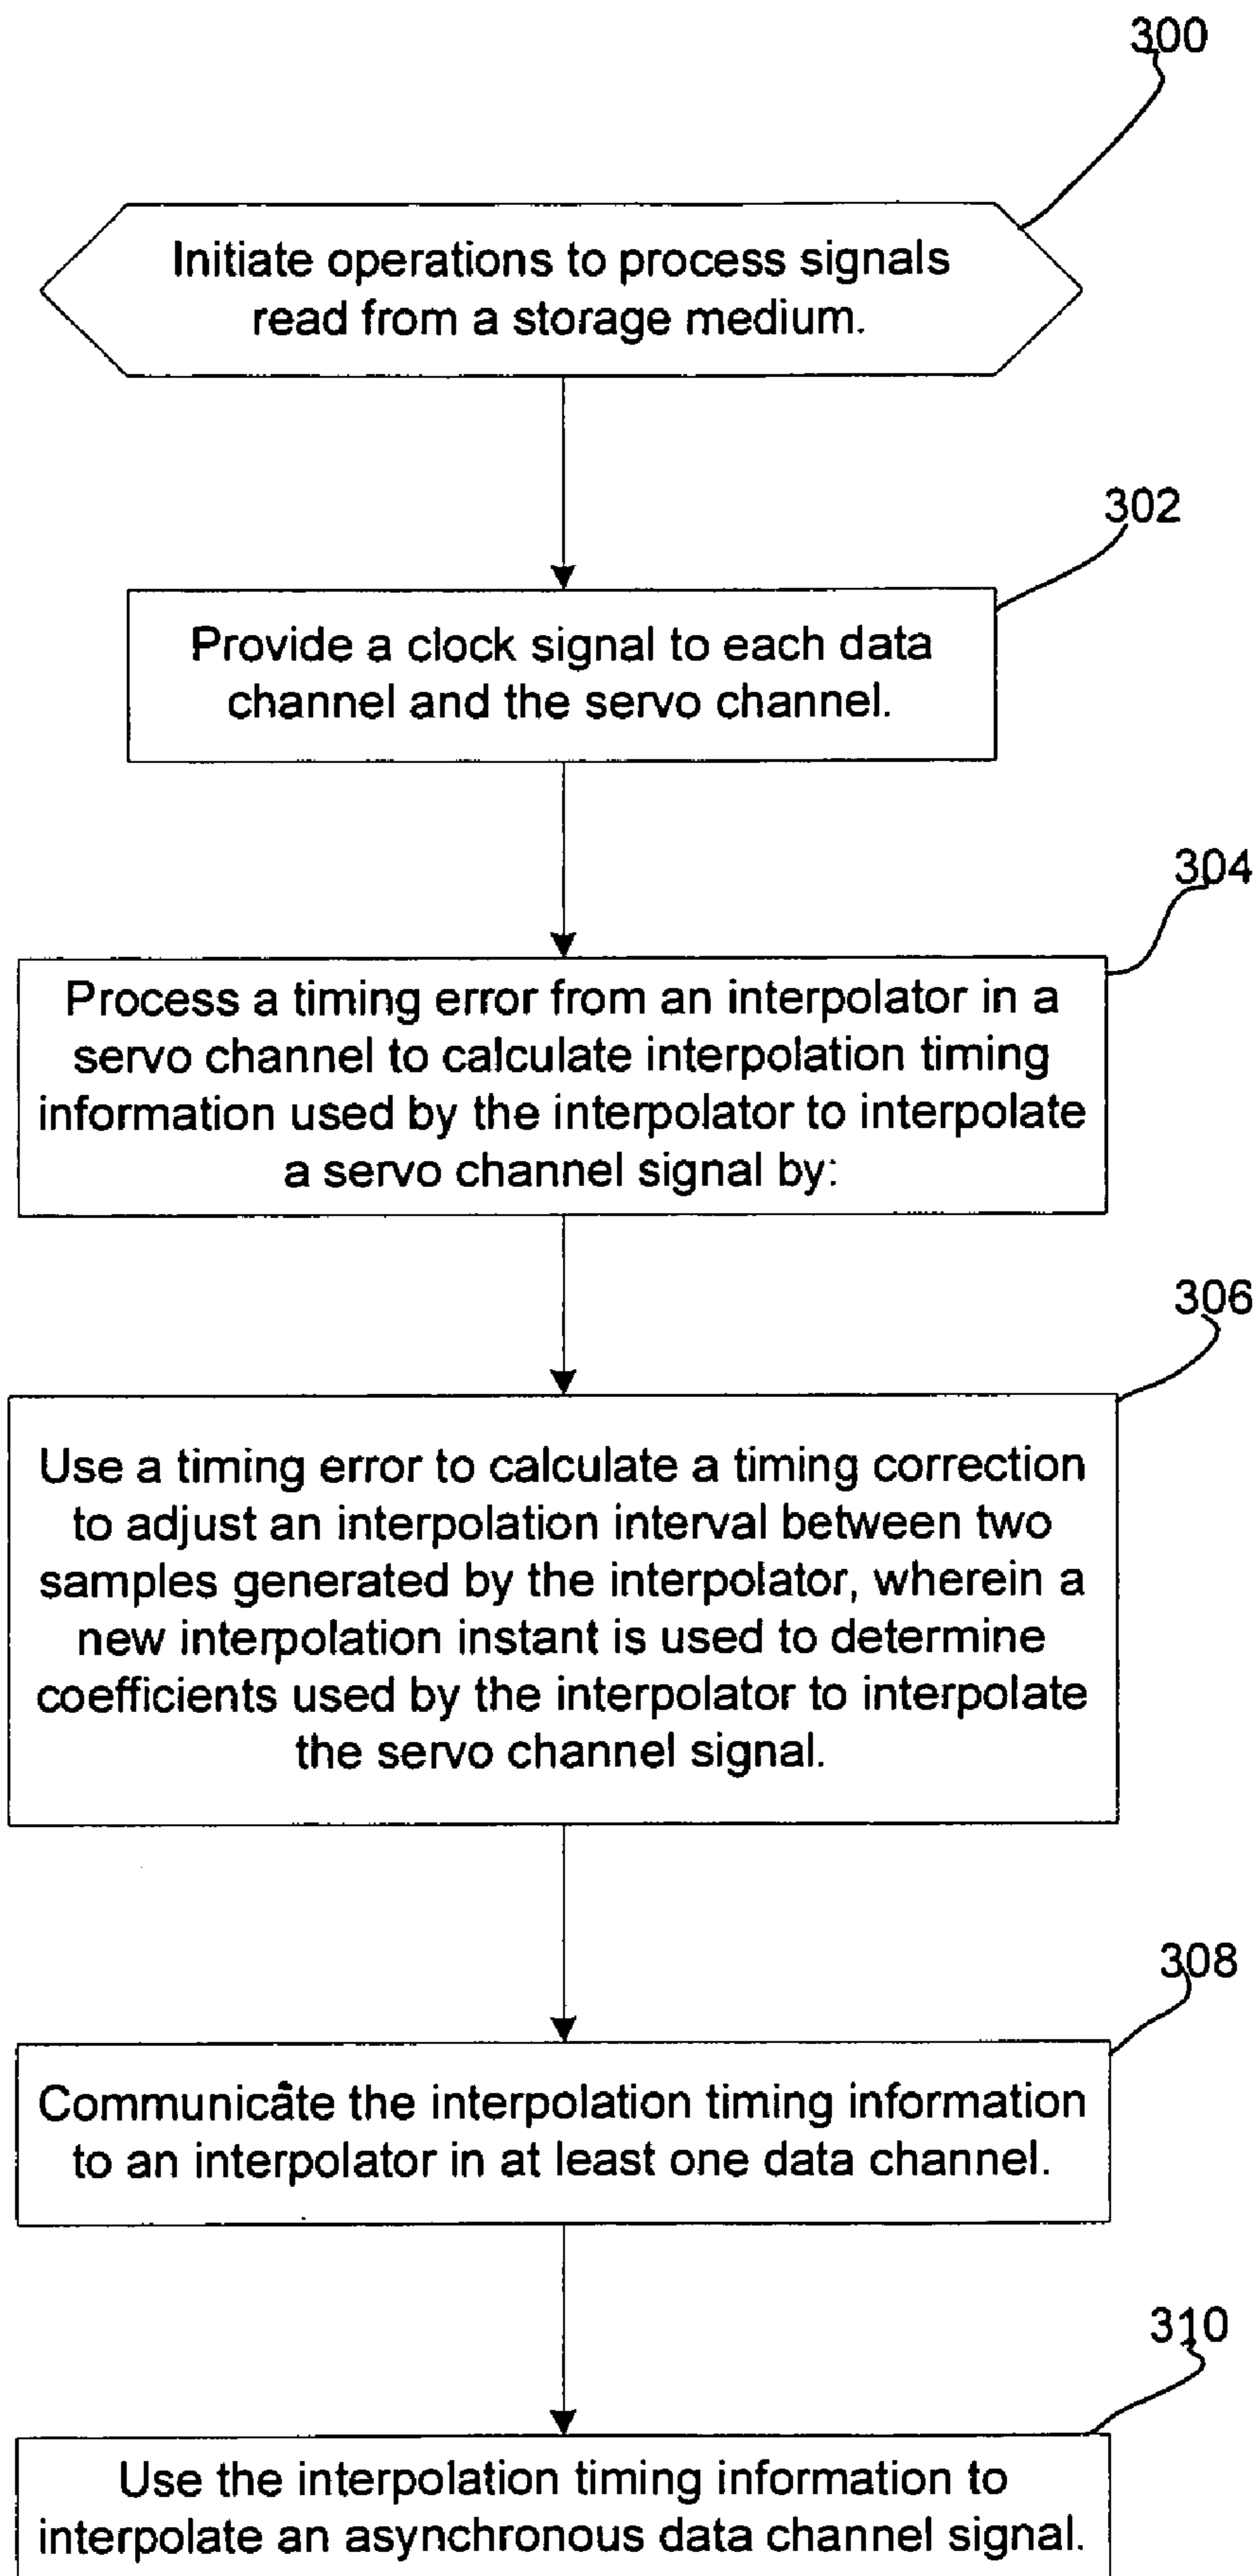 300
Initiate operations to process signals
read from a storage medium.
302
Provide a clock signal to each data
channel and the servo channel.
304
Process a timing error from an interpolator in a
servo channel to calculate interpolation timing
information used by the interpolator to interpolate
a servo channel signal by:
306
Use a timing error to calculate a timing correction
to adjust an interpolation interval between two
samples generated by the interpolator, wherein a
new interpolation instant is used to determine
coefficients used by the interpolator to interpolate
the servo channel signal.
308
Communicate the interpolation timing information
to an interpolator in at least one data channel.
310
Use the interpolation timing information to
interpolate an asynchronous data channel signal.